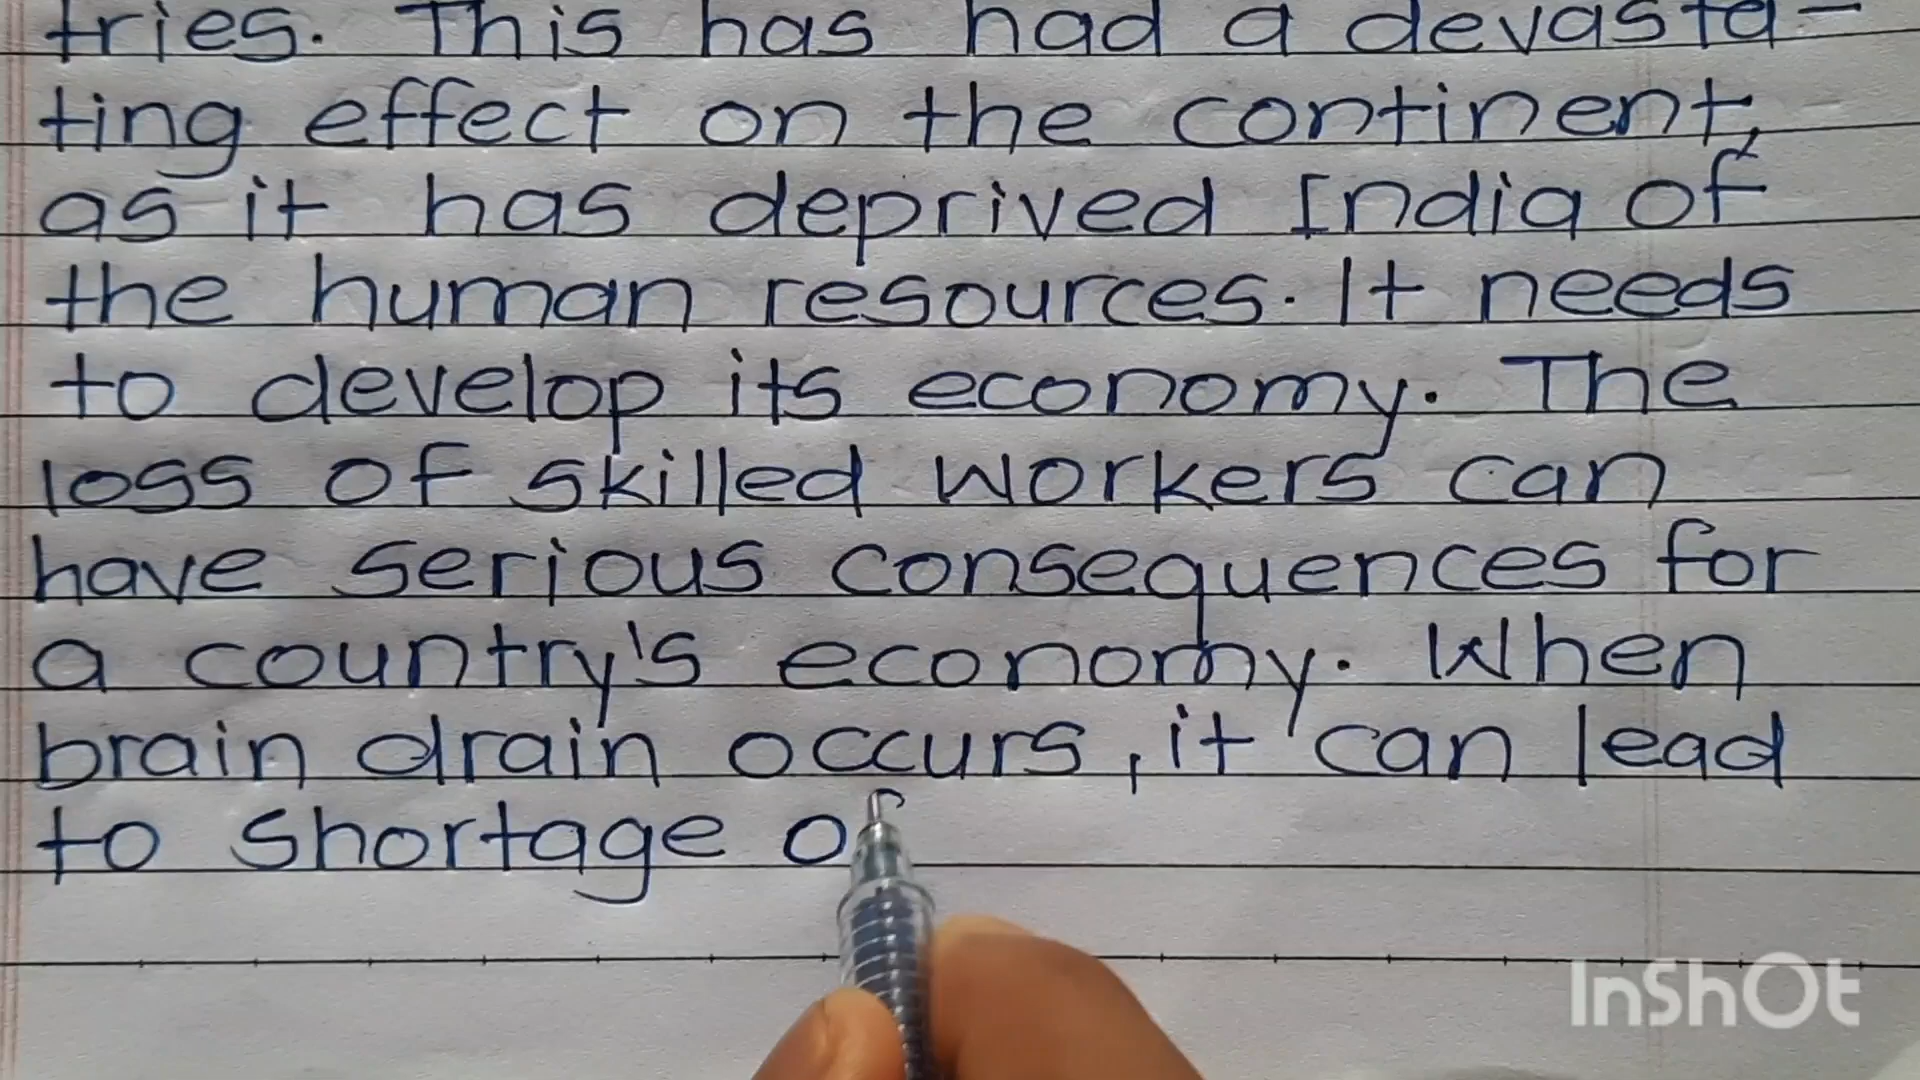 tries. This has had a devasta-
ting effect on the continent,
as it has deprived India of
the human resources. It needs
to develop its economy. The
loss of skilled workers can
have serious consequences for
a country's economy. When
brain drain occurs, it can lead
to shortage of
InShOt